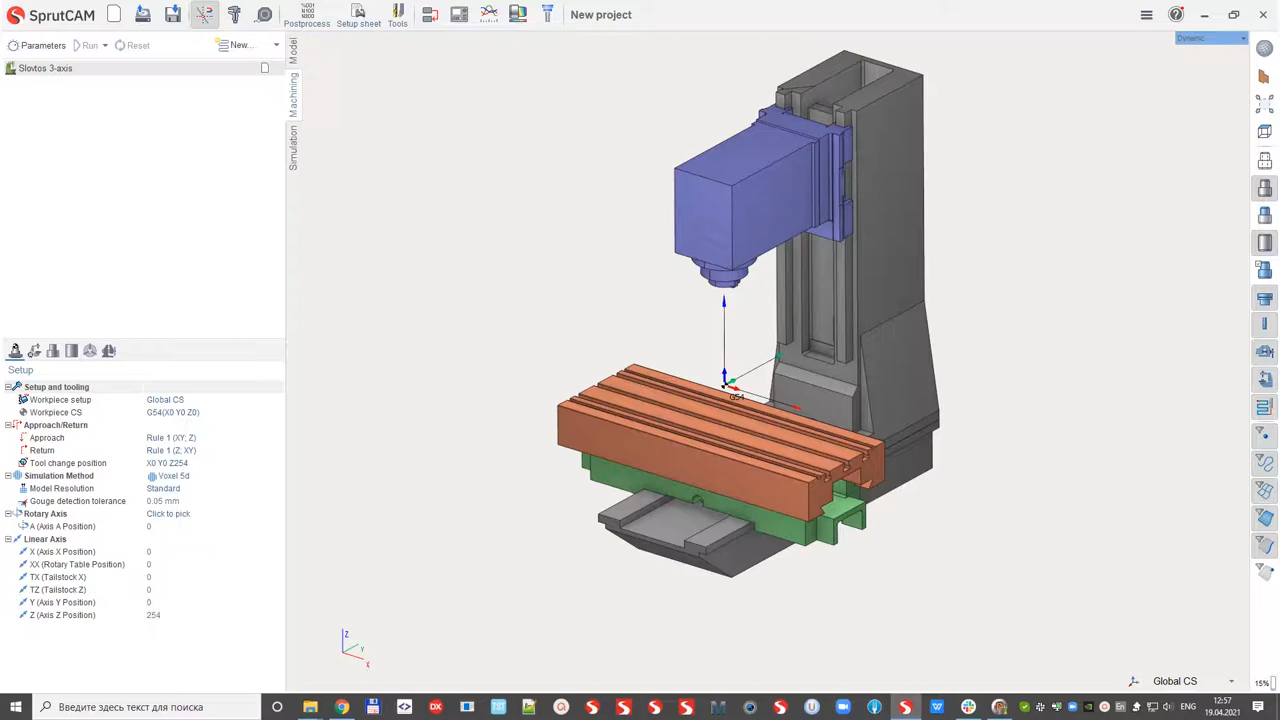 SprutCAM
Postprocess
Setup sheet
Tools
New project
Parameters
Run
Reset
New...
Dynamic
Slovtos 3-axis
Model
Machining
Simulation
Setup
Setup and tooling
Workpiece setup Global CS
Workpiece CS G54(X0 Y0 Z0)
Approach/Return
Approach Rule 1 (XY; Z)
Return Rule 1 (Z; XY)
Tool change position X0 Y0 Z254
Simulation Method Voxel 5d
Model Resolution Standard
Gouge detection tolerance 0.05 mm
Rotary Axis Click to pick
A (Axis A Position) 0
Linear Axis
X (Axis X Position) 0
XX (Rotary Table Position) 0
TX (Tailstock X) 0
TZ (Tailstock Z) 0
Y (Axis Y Position) 0
Z (Axis Z Position) 254
G54
Z
Y
X
Global CS
15%
Введите здесь текст для поиска
ENG
12:57
19.04.2021